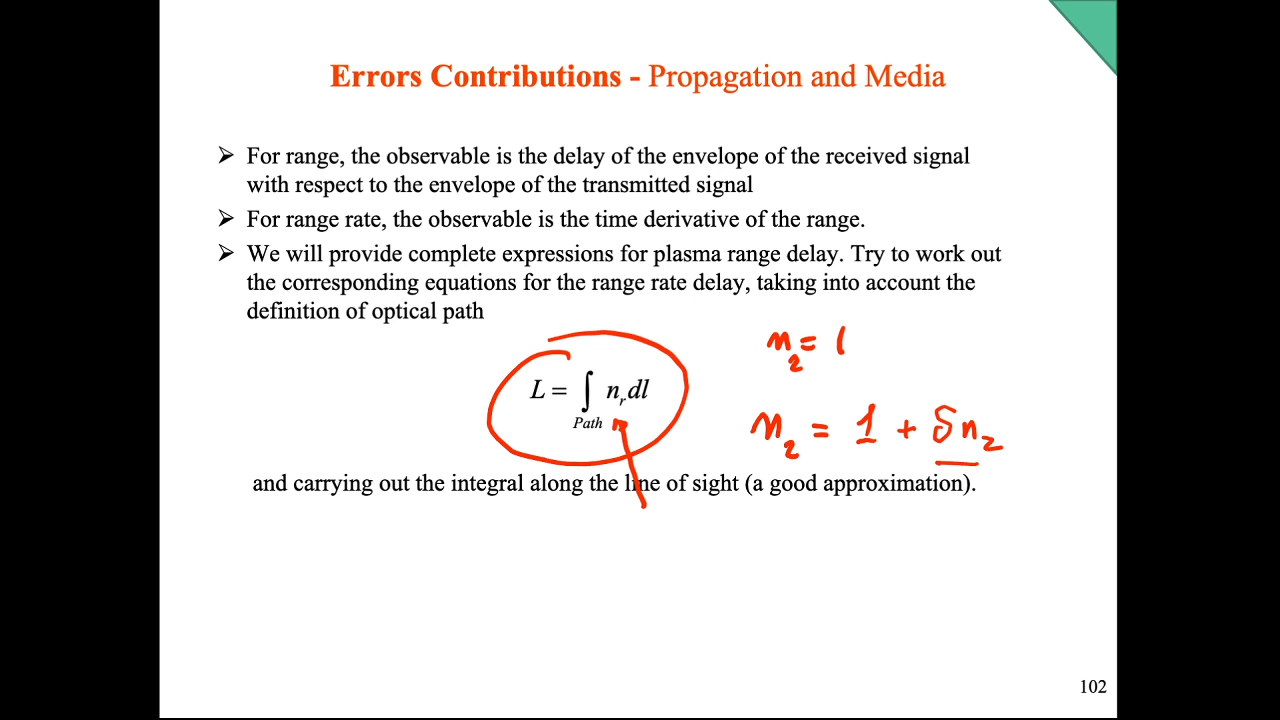 Errors Contributions - Propagation and Media
➢ For range, the observable is the delay of the envelope of the received signal
with respect to the envelope of the transmitted signal
➢ For range rate, the observable is the time derivative of the range.
➢ We will provide complete expressions for plasma range delay. Try to work out
the corresponding equations for the range rate delay, taking into account the
definition of optical path
n₂ = 1
L = ∫ nᵣdl
Path
n₂ = 1 + δn₂
and carrying out the integral along the line of sight (a good approximation).
102